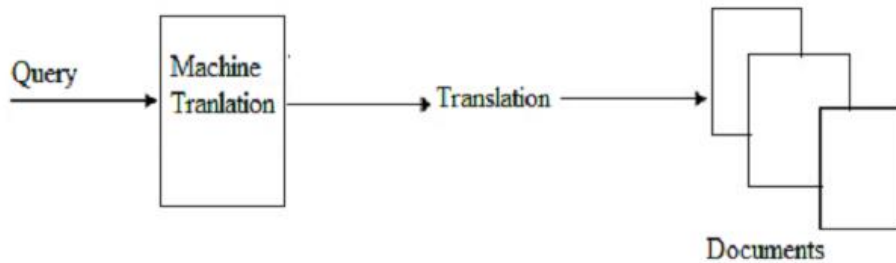 Query
Machine
Tranlation
Translation
Documents